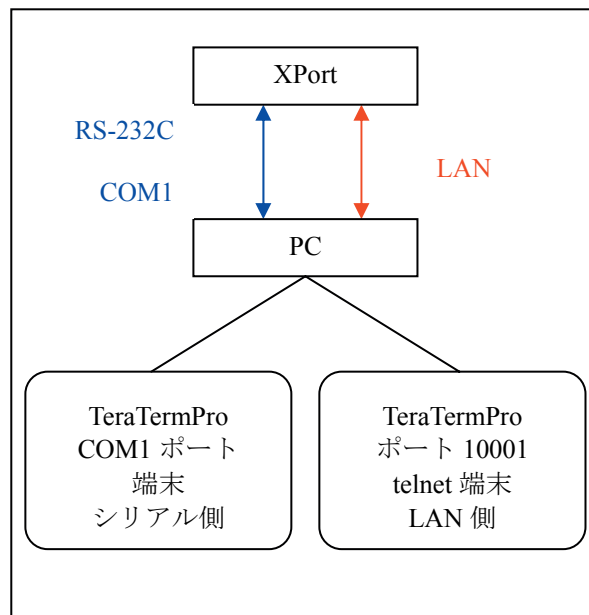 XPort
RS-232C
COM1
LAN
PC
TeraTermPro
COM1 ポート
端末
シリアル側
TeraTermPro
ポート 10001
telnet 端末
LAN 側